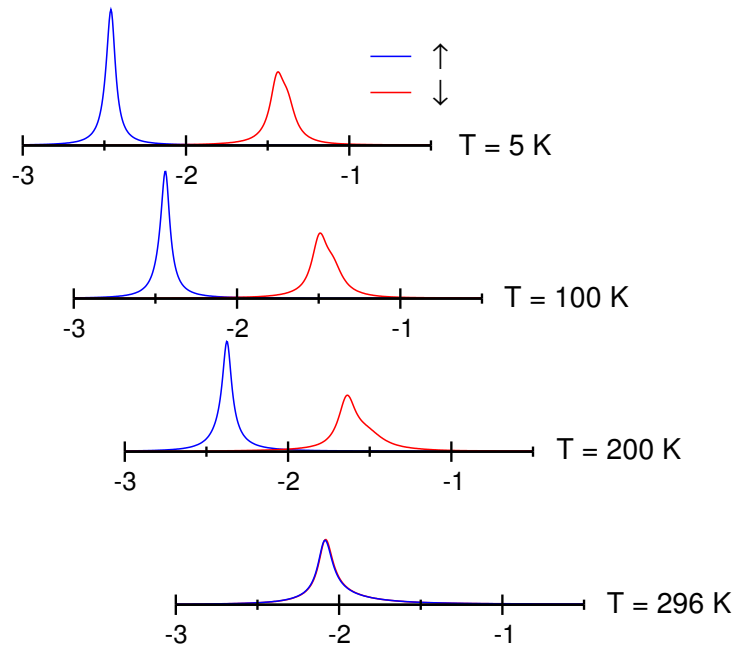 ↑
↓
T = 5 K
-3 -2 -1
T = 100 K
-3 -2 -1
T = 200 K
-3 -2 -1
T = 296 K
-3 -2 -1